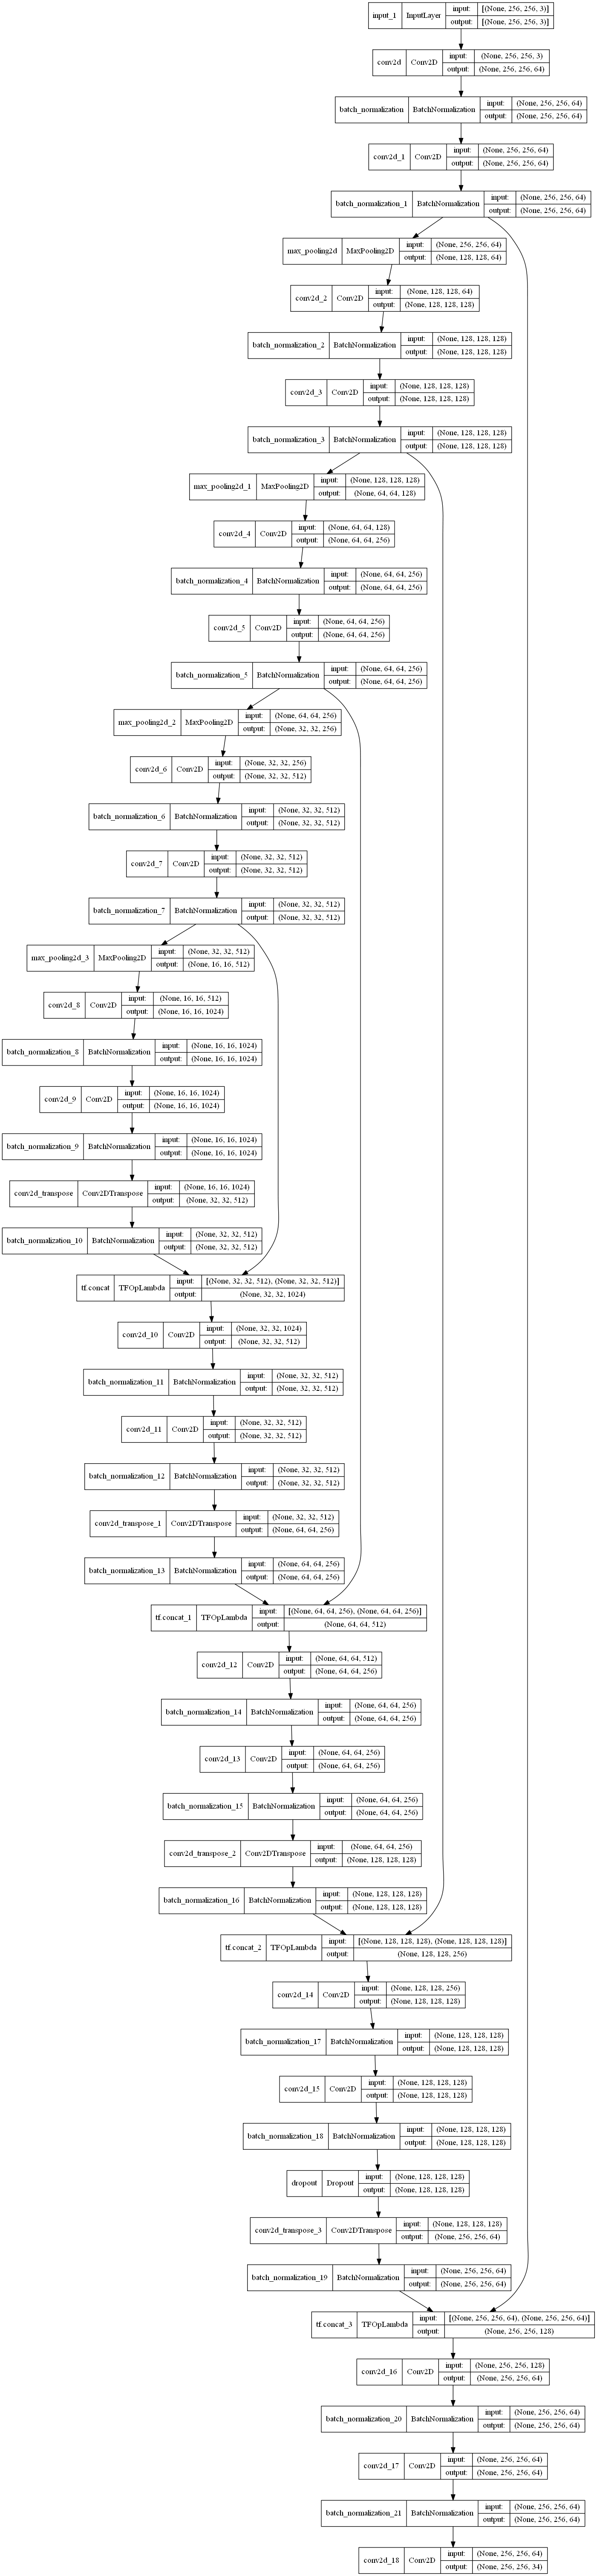 input_1 InputLayer input: [(None, 256, 256, 3)]
output: [(None, 256, 256, 3)]
conv2d Conv2D input: (None, 256, 256, 3)
output: (None, 256, 256, 64)
batch_normalization BatchNormalization input: (None, 256, 256, 64)
output: (None, 256, 256, 64)
conv2d_1 Conv2D input: (None, 256, 256, 64)
output: (None, 256, 256, 64)
batch_normalization_1 BatchNormalization input: (None, 256, 256, 64)
output: (None, 256, 256, 64)
max_pooling2d MaxPooling2D input: (None, 256, 256, 64)
output: (None, 128, 128, 64)
conv2d_2 Conv2D input: (None, 128, 128, 64)
output: (None, 128, 128, 128)
batch_normalization_2 BatchNormalization input: (None, 128, 128, 128)
output: (None, 128, 128, 128)
conv2d_3 Conv2D input: (None, 128, 128, 128)
output: (None, 128, 128, 128)
batch_normalization_3 BatchNormalization input: (None, 128, 128, 128)
output: (None, 128, 128, 128)
max_pooling2d_1 MaxPooling2D input: (None, 128, 128, 128)
output: (None, 64, 64, 128)
conv2d_4 Conv2D input: (None, 64, 64, 128)
output: (None, 64, 64, 256)
batch_normalization_4 BatchNormalization input: (None, 64, 64, 256)
output: (None, 64, 64, 256)
conv2d_5 Conv2D input: (None, 64, 64, 256)
output: (None, 64, 64, 256)
batch_normalization_5 BatchNormalization input: (None, 64, 64, 256)
output: (None, 64, 64, 256)
max_pooling2d_2 MaxPooling2D input: (None, 64, 64, 256)
output: (None, 32, 32, 256)
conv2d_6 Conv2D input: (None, 32, 32, 256)
output: (None, 32, 32, 512)
batch_normalization_6 BatchNormalization input: (None, 32, 32, 512)
output: (None, 32, 32, 512)
conv2d_7 Conv2D input: (None, 32, 32, 512)
output: (None, 32, 32, 512)
batch_normalization_7 BatchNormalization input: (None, 32, 32, 512)
output: (None, 32, 32, 512)
max_pooling2d_3 MaxPooling2D input: (None, 32, 32, 512)
output: (None, 16, 16, 512)
conv2d_8 Conv2D input: (None, 16, 16, 512)
output: (None, 16, 16, 1024)
batch_normalization_8 BatchNormalization input: (None, 16, 16, 1024)
output: (None, 16, 16, 1024)
conv2d_9 Conv2D input: (None, 16, 16, 1024)
output: (None, 16, 16, 1024)
batch_normalization_9 BatchNormalization input: (None, 16, 16, 1024)
output: (None, 16, 16, 1024)
conv2d_transpose Conv2DTranspose input: (None, 16, 16, 1024)
output: (None, 32, 32, 512)
batch_normalization_10 BatchNormalization input: (None, 32, 32, 512)
output: (None, 32, 32, 512)
tf.concat TFOpLambda input: [(None, 32, 32, 512), (None, 32, 32, 512)]
output: (None, 32, 32, 1024)
conv2d_10 Conv2D input: (None, 32, 32, 1024)
output: (None, 32, 32, 512)
batch_normalization_11 BatchNormalization input: (None, 32, 32, 512)
output: (None, 32, 32, 512)
conv2d_11 Conv2D input: (None, 32, 32, 512)
output: (None, 32, 32, 512)
batch_normalization_12 BatchNormalization input: (None, 32, 32, 512)
output: (None, 32, 32, 512)
conv2d_transpose_1 Conv2DTranspose input: (None, 32, 32, 512)
output: (None, 64, 64, 256)
batch_normalization_13 BatchNormalization input: (None, 64, 64, 256)
output: (None, 64, 64, 256)
tf.concat_1 TFOpLambda input: [(None, 64, 64, 256), (None, 64, 64, 256)]
output: (None, 64, 64, 512)
conv2d_12 Conv2D input: (None, 64, 64, 512)
output: (None, 64, 64, 256)
batch_normalization_14 BatchNormalization input: (None, 64, 64, 256)
output: (None, 64, 64, 256)
conv2d_13 Conv2D input: (None, 64, 64, 256)
output: (None, 64, 64, 256)
batch_normalization_15 BatchNormalization input: (None, 64, 64, 256)
output: (None, 64, 64, 256)
conv2d_transpose_2 Conv2DTranspose input: (None, 64, 64, 256)
output: (None, 128, 128, 128)
batch_normalization_16 BatchNormalization input: (None, 128, 128, 128)
output: (None, 128, 128, 128)
tf.concat_2 TFOpLambda input: [(None, 128, 128, 128), (None, 128, 128, 128)]
output: (None, 128, 128, 256)
conv2d_14 Conv2D input: (None, 128, 128, 256)
output: (None, 128, 128, 128)
batch_normalization_17 BatchNormalization input: (None, 128, 128, 128)
output: (None, 128, 128, 128)
conv2d_15 Conv2D input: (None, 128, 128, 128)
output: (None, 128, 128, 128)
batch_normalization_18 BatchNormalization input: (None, 128, 128, 128)
output: (None, 128, 128, 128)
dropout Dropout input: (None, 128, 128, 128)
output: (None, 128, 128, 128)
conv2d_transpose_3 Conv2DTranspose input: (None, 128, 128, 128)
output: (None, 256, 256, 64)
batch_normalization_19 BatchNormalization input: (None, 256, 256, 64)
output: (None, 256, 256, 64)
tf.concat_3 TFOpLambda input: [(None, 256, 256, 64), (None, 256, 256, 64)]
output: (None, 256, 256, 128)
conv2d_16 Conv2D input: (None, 256, 256, 128)
output: (None, 256, 256, 64)
batch_normalization_20 BatchNormalization input: (None, 256, 256, 64)
output: (None, 256, 256, 64)
conv2d_17 Conv2D input: (None, 256, 256, 64)
output: (None, 256, 256, 64)
batch_normalization_21 BatchNormalization input: (None, 256, 256, 64)
output: (None, 256, 256, 64)
conv2d_18 Conv2D input: (None, 256, 256, 64)
output: (None, 256, 256, 34)